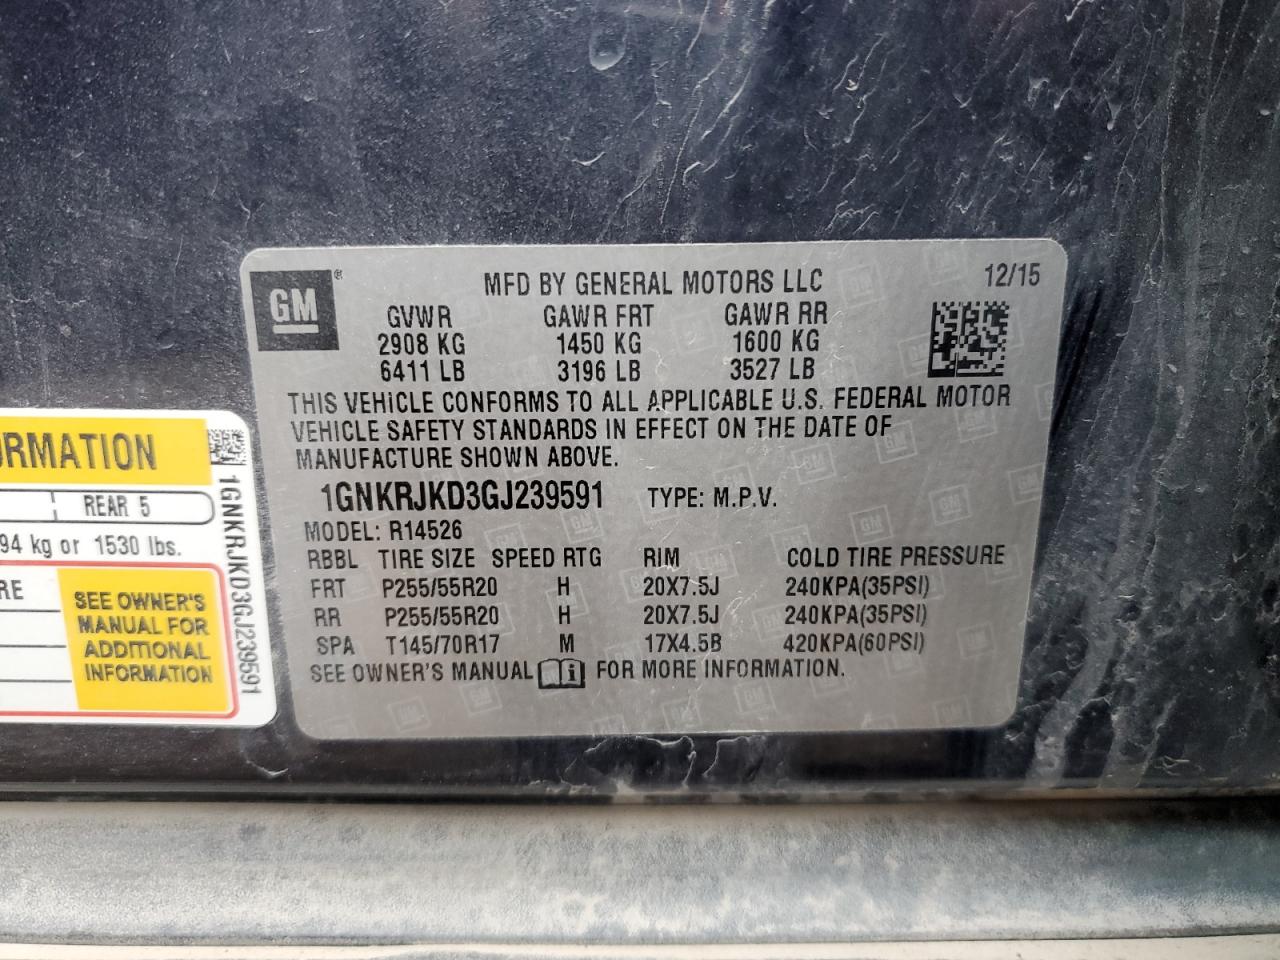 GM®
MFD BY GENERAL MOTORS LLC 12/15
GVWR GAWR FRT GAWR RR
2908 KG 1450 KG 1600 KG
6411 LB 3196 LB 3527 LB
THIS VEHICLE CONFORMS TO ALL APPLICABLE U.S. FEDERAL MOTOR
VEHICLE SAFETY STANDARDS IN EFFECT ON THE DATE OF
MANUFACTURE SHOWN ABOVE.
1GNKRJKD3GJ239591 TYPE: M.P.V.
MODEL: R14526
RBBL TIRE SIZE SPEED RTG RIM COLD TIRE PRESSURE
FRT P255/55R20 H 20X7.5J 240KPA(35PSI)
RR P255/55R20 H 20X7.5J 240KPA(35PSI)
SPA T145/70R17 M 17X4.5B 420KPA(60PSI)
SEE OWNER'S MANUAL FOR MORE INFORMATION.
RMATION
REAR 5
94 kg or 1530 lbs.
RE
SEE OWNER'S
MANUAL FOR
ADDITIONAL
INFORMATION
1GNKRJKD3GJ239591